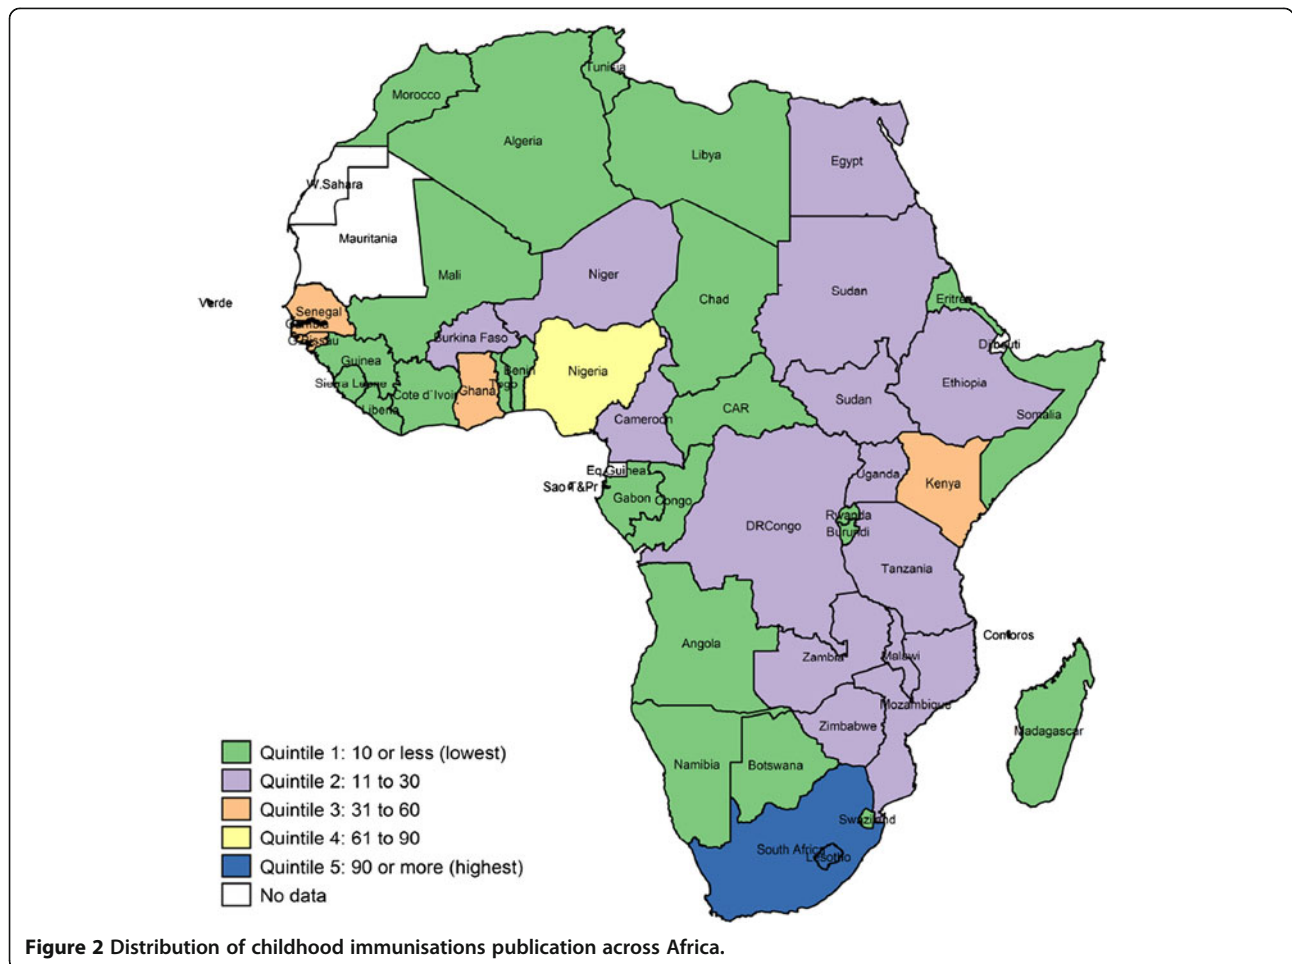 Tunisia
Morocco
Algeria
Libya
Egypt
W.Sahara
Mauritania
Mali
Niger
Chad
Sudan
Verde
Senegal
Gambia
G.Bissau
Guinea
Sierra Leone
Liberia
Cote d'Ivoir
Burkina Faso
Ghana
Togo
Benin
Nigeria
Eritrea
Djibouti
Ethiopia
Somalia
Sudan
CAR
Cameroon
Eq.Guinea
Sao T&Pr
Gabon
Congo
DRCongo
Uganda
Kenya
Rwanda
Burundi
Tanzania
Comoros
Angola
Zambia
Malawi
Mozambique
Zimbabwe
Madagascar
Namibia
Botswana
Swaziland
South Africa
Lesotho
Quintile 1: 10 or less (lowest)
Quintile 2: 11 to 30
Quintile 3: 31 to 60
Quintile 4: 61 to 90
Quintile 5: 90 or more (highest)
No data
Figure 2 Distribution of childhood immunisations publication across Africa.